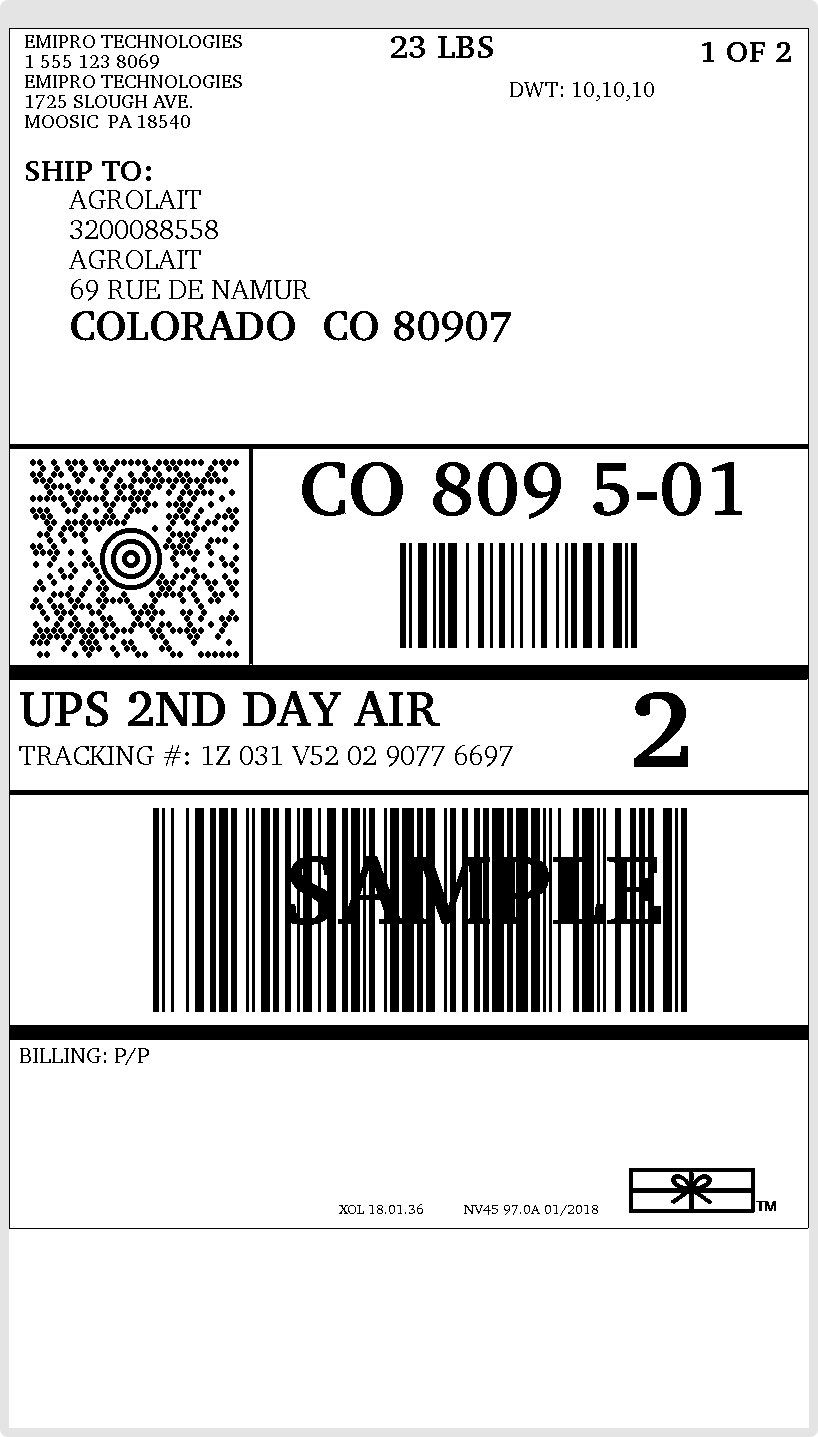 EMIPRO TECHNOLOGIES
1 555 123 8069
EMIPRO TECHNOLOGIES
1725 SLOUGH AVE.
MOOSIC  PA 18540
23 LBS
1 OF 2
DWT: 10,10,10
SHIP TO:
AGROLAIT
3200088558
AGROLAIT
69 RUE DE NAMUR
COLORADO  CO 80907
CO 809 5-01
UPS 2ND DAY AIR
TRACKING #: 1Z 031 V52 02 9077 6697
2
SAMPLE
BILLING: P/P
XOL 18.01.36
NV45 97.0A 01/2018
TM